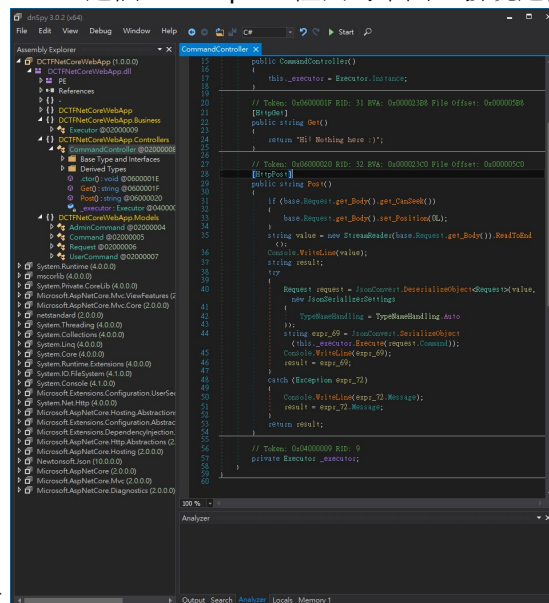 dnSpy 3.0.2 (x64)
File Edit View Debug Window Help C# Start
Assembly Explorer
DCTFNetCoreWebApp (1.0.0.0)
DCTFNetCoreWebApp.dll
PE
References
{ } -
{ } DCTFNetCoreWebApp
{ } DCTFNetCoreWebApp.Business
Executor @02000009
{ } DCTFNetCoreWebApp.Controllers
CommandController @02000008
Base Type and Interfaces
Derived Types
.ctor() : void @0600001E
Get() : string @0600001F
Post() : string @06000020
_executor : Executor @040000
{ } DCTFNetCoreWebApp.Models
AdminCommand @02000004
Command @02000005
Request @02000006
UserCommand @02000007
System.Runtime (4.0.0.0)
mscorlib (4.0.0.0)
System.Private.CoreLib (4.0.0.0)
Microsoft.AspNetCore.Mvc.ViewFeatures (2
Microsoft.AspNetCore.Mvc.Core (2.0.0.0)
netstandard (2.0.0.0)
System.Threading (4.0.0.0)
System.Collections (4.0.0.0)
System.Linq (4.0.0.0)
System.Core (4.0.0.0)
System.Runtime.Extensions (4.0.0.0)
System.IO.FileSystem (4.1.0.0)
System.Console (4.1.0.0)
Microsoft.Extensions.Configuration.UserSec
System.Net.Http (4.0.0.0)
Microsoft.AspNetCore.Hosting.Abstractions
Microsoft.Extensions.Configuration.Abstrac
Microsoft.Extensions.DependencyInjection.
Microsoft.AspNetCore.Http.Abstractions (2.
Microsoft.AspNetCore.Hosting (2.0.0.0)
Newtonsoft.Json (10.0.0.0)
Microsoft.AspNetCore (2.0.0.0)
Microsoft.AspNetCore.Mvc (2.0.0.0)
Microsoft.AspNetCore.Diagnostics (2.0.0.0)
CommandController
15 public CommandController()
16 {
17 this._executor = Executor.Instance;
18 }
19
20 // Token: 0x0600001F RID: 31 RVA: 0x000023B8 File Offset: 0x000005B8
21 [HttpGet]
22 public string Get()
23 {
24 return "Hi! Nothing here :)";
25 }
26
27 // Token: 0x06000020 RID: 32 RVA: 0x000023C0 File Offset: 0x000005C0
28 [HttpPost]
29 public string Post()
30 {
31 if (base.Request.get_Body().get_CanSeek())
32 {
33 base.Request.get_Body().set_Position(0L);
34 }
35 string value = new StreamReader(base.Request.get_Body()).ReadToEnd
();
36 Console.WriteLine(value);
37 string result;
38 try
39 {
40 Request request = JsonConvert.DeserializeObject<Request>(value,
new JsonSerializerSettings
41 {
42 TypeNameHandling = TypeNameHandling.Auto
43 });
44 string expr_69 = JsonConvert.SerializeObject
(this._executor.Execute(request.Command));
45 Console.WriteLine(expr_69);
46 result = expr_69;
47 }
48 catch (Exception expr_72)
49 {
50 Console.WriteLine(expr_72.Message);
51 result = expr_72.Message;
52 }
53 return result;
54 }
55
56 // Token: 0x04000009 RID: 9
57 private Executor _executor;
58 }
59 }
60
100 %
Analyzer
Output Search Analyzer Locals Memory 1